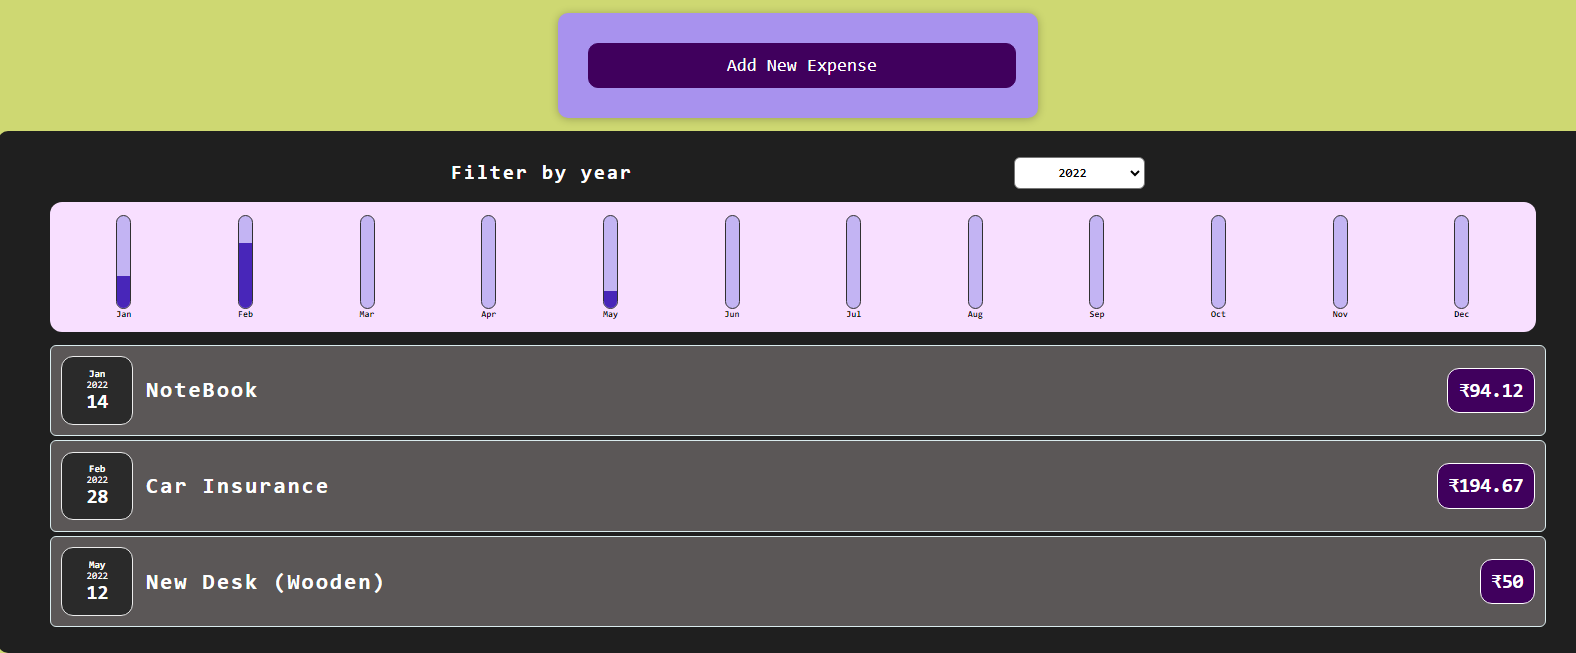 Add New Expense
Filter by year
2022
Jan Feb Mar Apr May Jun Jul Aug Sep Oct Nov Dec
Jan
2022
14
NoteBook
₹94.12
Feb
2022
28
Car Insurance
₹194.67
May
2022
12
New Desk (Wooden)
₹50